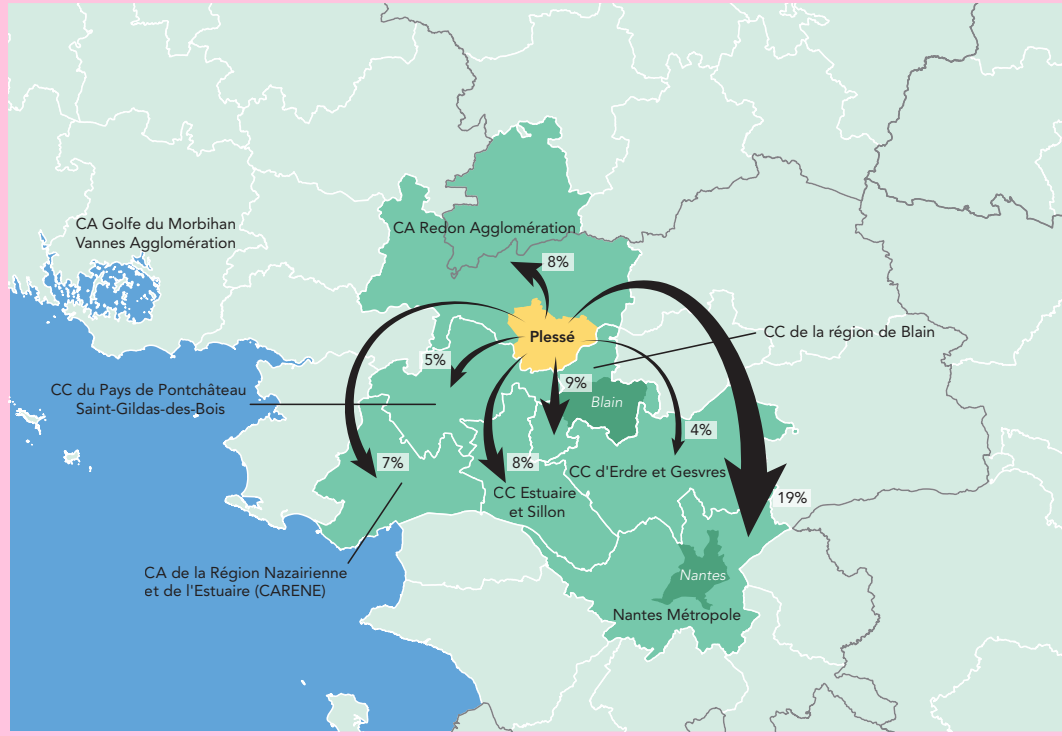 CA Golfe du Morbihan
Vannes Agglomération
CA Redon Agglomération
8%
Plessé
CC de la région de Blain
5%
9%
CC du Pays de Pontchâteau
Saint-Gildas-des-Bois
Blain
4%
7%
8%
CC d'Erdre et Gesvres
CC Estuaire
et Sillon
19%
CA de la Région Nazairienne
et de l'Estuaire (CARENE)
Nantes
Nantes Métropole